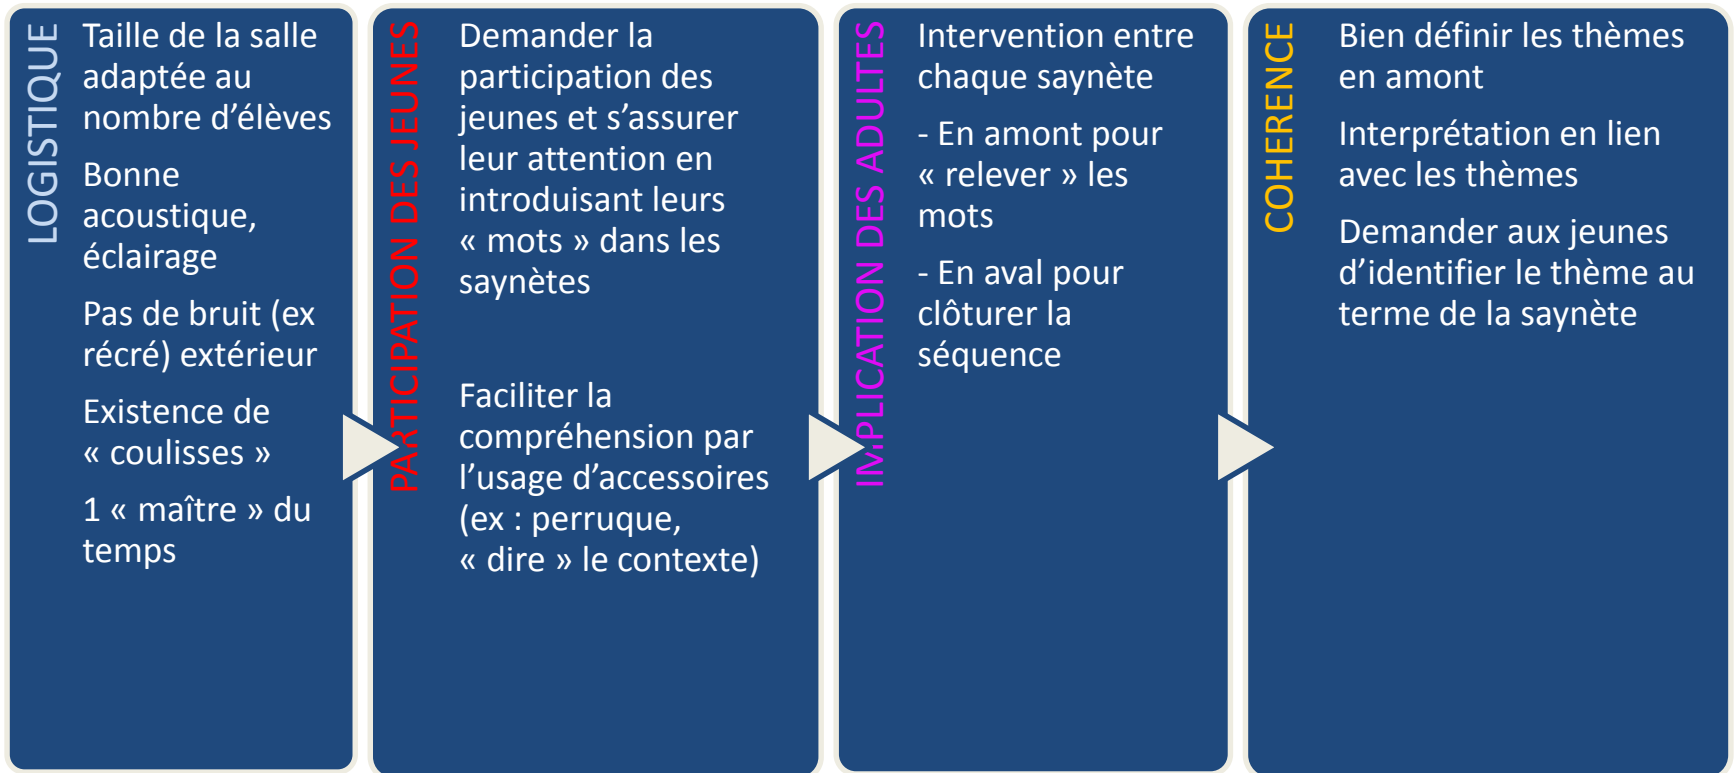 LOGISTIQUE
Taille de la salle
adaptée au
nombre d’élèves
Bonne
acoustique,
éclairage
Pas de bruit (ex
récré) extérieur
Existence de
« coulisses »
1 « maître » du
temps
PARTICIPATION DES JEUNES
Demander la
participation des
jeunes et s’assurer
leur attention en
introduisant leurs
« mots » dans les
saynètes
Faciliter la
compréhension par
l’usage d’accessoires
(ex : perruque,
« dire » le contexte)
IMPLICATION DES ADULTES
Intervention entre
chaque saynète
- En amont pour
« relever » les
mots
- En aval pour
clôturer la
séquence
COHERENCE
Bien définir les thèmes
en amont
Interprétation en lien
avec les thèmes
Demander aux jeunes
d’identifier le thème au
terme de la saynète